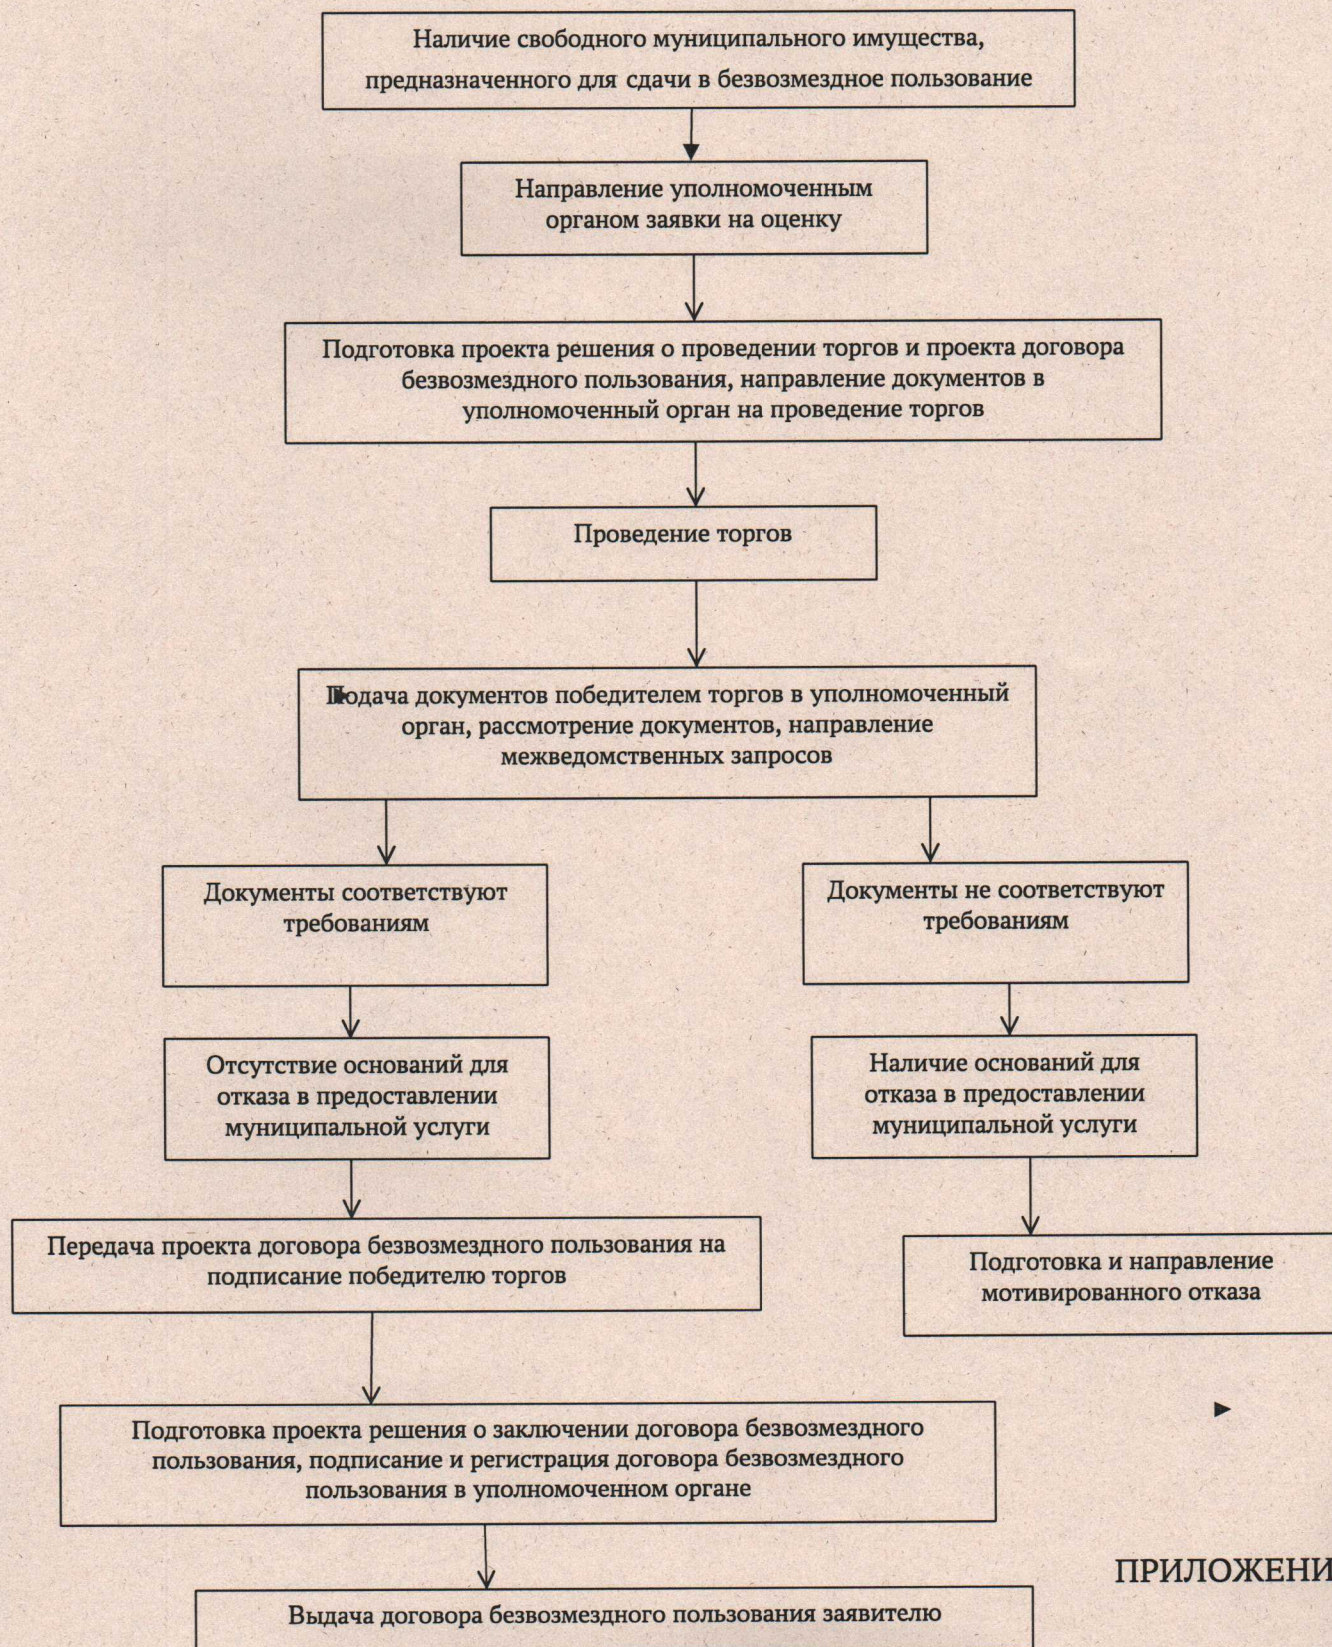 Наличие свободного муниципального имущества,
предназначенного для сдачи в безвозмездное пользование
Направление уполномоченным
органом заявки на оценку
Подготовка проекта решения о проведении торгов и проекта договора
безвозмездного пользования, направление документов в
уполномоченный орган на проведение торгов
Проведение торгов
Подача документов победителем торгов в уполномоченный
орган, рассмотрение документов, направление
межведомственных запросов
Документы соответствуют
требованиям
Документы не соответствуют
требованиям
Отсутствие оснований для
отказа в предоставлении
муниципальной услуги
Наличие оснований для
отказа в предоставлении
муниципальной услуги
Передача проекта договора безвозмездного пользования на
подписание победителю торгов
Подготовка и направление
мотивированного отказа
Подготовка проекта решения о заключении договора безвозмездного
пользования, подписание и регистрация договора безвозмездного
пользования в уполномоченном органе
ПРИЛОЖЕНИ
Выдача договора безвозмездного пользования заявителю